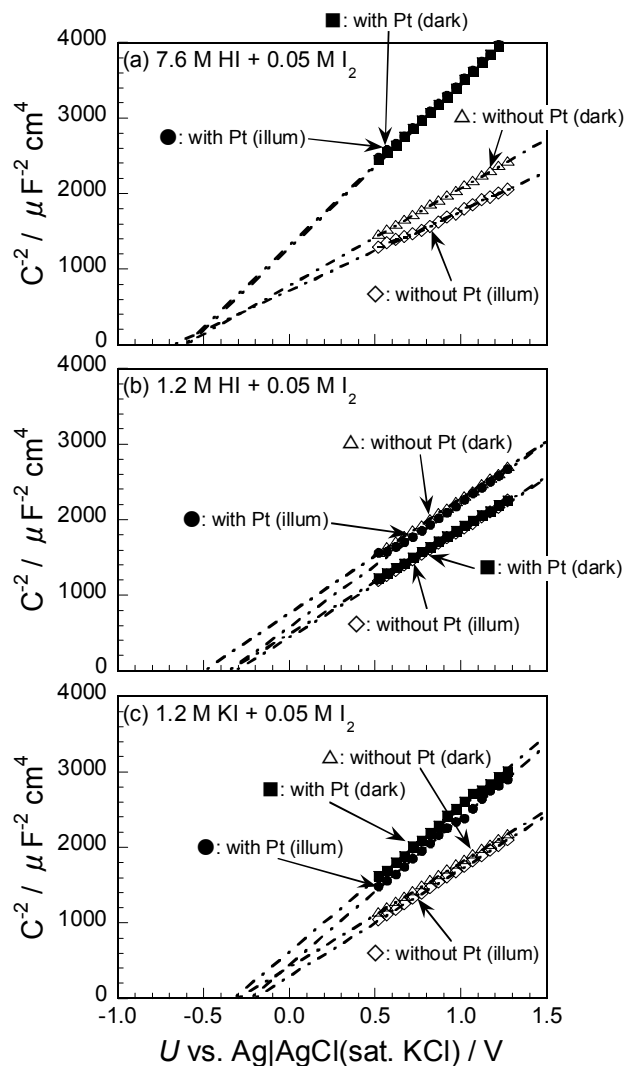 ■: with Pt (dark)
4000
(a) 7.6 M HI + 0.05 M I2
3000
●: with Pt (illum)
△: without Pt (dark)
2000
1000
◇: without Pt (illum)
0
C-2 / μF-2 cm4
4000
(b) 1.2 M HI + 0.05 M I2
3000
△: without Pt (dark)
●: with Pt (illum)
2000
■: with Pt (dark)
1000
◇: without Pt (illum)
0
C-2 / μF-2 cm4
4000
(c) 1.2 M KI + 0.05 M I2
△: without Pt (dark)
3000
■: with Pt (dark)
●: with Pt (illum)
2000
1000
◇: without Pt (illum)
0
C-2 / μF-2 cm4
-1.0 -0.5 0.0 0.5 1.0 1.5
U vs. Ag|AgCl(sat. KCl) / V